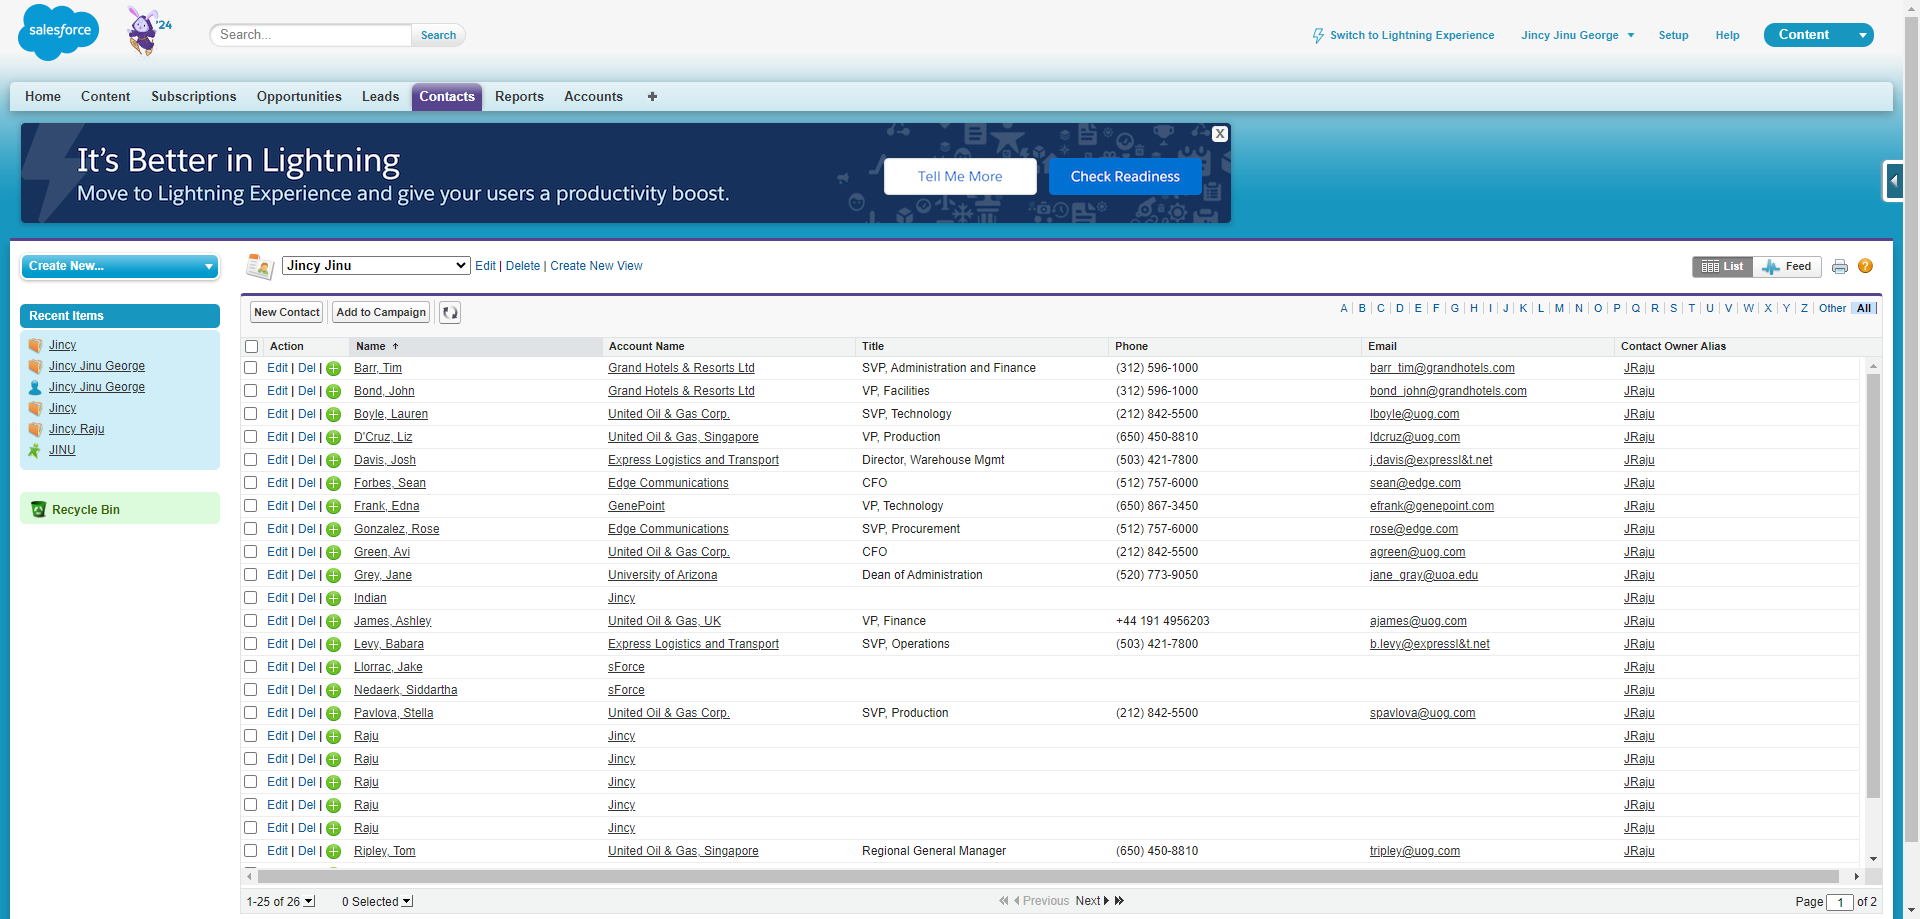 salesforce
'24
Search...
Search
Switch to Lightning Experience
Jincy Jinu George
Setup
Help
Content
Home
Content
Subscriptions
Opportunities
Leads
Contacts
Reports
Accounts
It's Better in Lightning
Move to Lightning Experience and give your users a productivity boost.
Tell Me More
Check Readiness
X
Create New...
Recent Items
Jincy
Jincy Jinu George
Jincy Jinu George
Jincy
Jincy Raju
JINU
Recycle Bin
Jincy Jinu
Edit | Delete | Create New View
List
Feed
?
New Contact
Add to Campaign
A | B | C | D | E | F | G | H | I | J | K | L | M | N | O | P | Q | R | S | T | U | V | W | X | Y | Z | Other | All
Action Name Account Name Title Phone Email Contact Owner Alias
Edit | Del | Barr, Tim Grand Hotels & Resorts Ltd SVP, Administration and Finance (312) 596-1000 barr_tim@grandhotels.com JRaju
Edit | Del | Bond, John Grand Hotels & Resorts Ltd VP, Facilities (312) 596-1000 bond_john@grandhotels.com JRaju
Edit | Del | Boyle, Lauren United Oil & Gas Corp. SVP, Technology (212) 842-5500 lboyle@uog.com JRaju
Edit | Del | D'Cruz, Liz United Oil & Gas, Singapore VP, Production (650) 450-8810 ldcruz@uog.com JRaju
Edit | Del | Davis, Josh Express Logistics and Transport Director, Warehouse Mgmt (503) 421-7800 j.davis@expressl&t.net JRaju
Edit | Del | Forbes, Sean Edge Communications CFO (512) 757-6000 sean@edge.com JRaju
Edit | Del | Frank, Edna GenePoint VP, Technology (650) 867-3450 efrank@genepoint.com JRaju
Edit | Del | Gonzalez, Rose Edge Communications SVP, Procurement (512) 757-6000 rose@edge.com JRaju
Edit | Del | Green, Avi United Oil & Gas Corp. CFO (212) 842-5500 agreen@uog.com JRaju
Edit | Del | Grey, Jane University of Arizona Dean of Administration (520) 773-9050 jane_gray@uoa.edu JRaju
Edit | Del | Indian Jincy JRaju
Edit | Del | James, Ashley United Oil & Gas, UK VP, Finance +44 191 4956203 ajames@uog.com JRaju
Edit | Del | Levy, Babara Express Logistics and Transport SVP, Operations (503) 421-7800 b.levy@expressl&t.net JRaju
Edit | Del | Llorrac, Jake sForce JRaju
Edit | Del | Nedaerk, Siddartha sForce JRaju
Edit | Del | Pavlova, Stella United Oil & Gas Corp. SVP, Production (212) 842-5500 spavlova@uog.com JRaju
Edit | Del | Raju Jincy JRaju
Edit | Del | Raju Jincy JRaju
Edit | Del | Raju Jincy JRaju
Edit | Del | Raju Jincy JRaju
Edit | Del | Raju Jincy JRaju
Edit | Del | Ripley, Tom United Oil & Gas, Singapore Regional General Manager (650) 450-8810 tripley@uog.com JRaju
1-25 of 26
0 Selected
Previous Next
Page 1 of 2